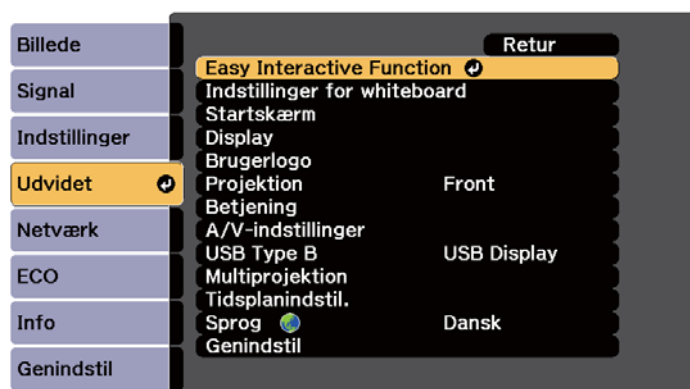 Billede
Signal
Indstillinger
Udvidet
Netværk
ECO
Info
Genindstil
Retur
Easy Interactive Function
Indstillinger for whiteboard
Startskærm
Display
Brugerlogo
Projektion Front
Betjening
A/V-indstillinger
USB Type B USB Display
Multiprojektion
Tidsplanindstil.
Sprog Dansk
Genindstil